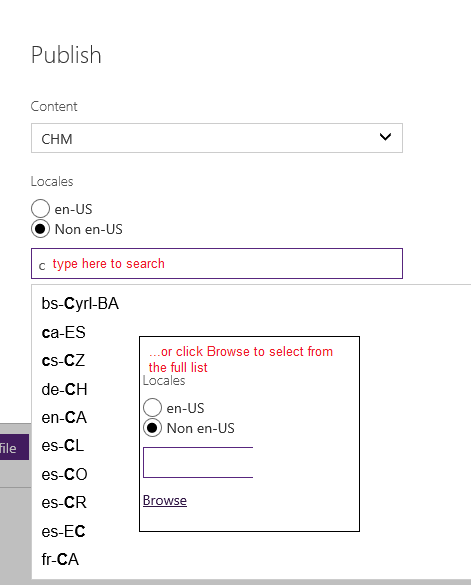 Publish
Content
CHM
Locales
en-US
Non en-US
c type here to search
bs-Cyrl-BA
ca-ES
cs-CZ
de-CH
en-CA
es-CL
es-CO
es-CR
es-EC
fr-CA
...or click Browse to select from
the full list
Locales
en-US
Non en-US
Browse
file